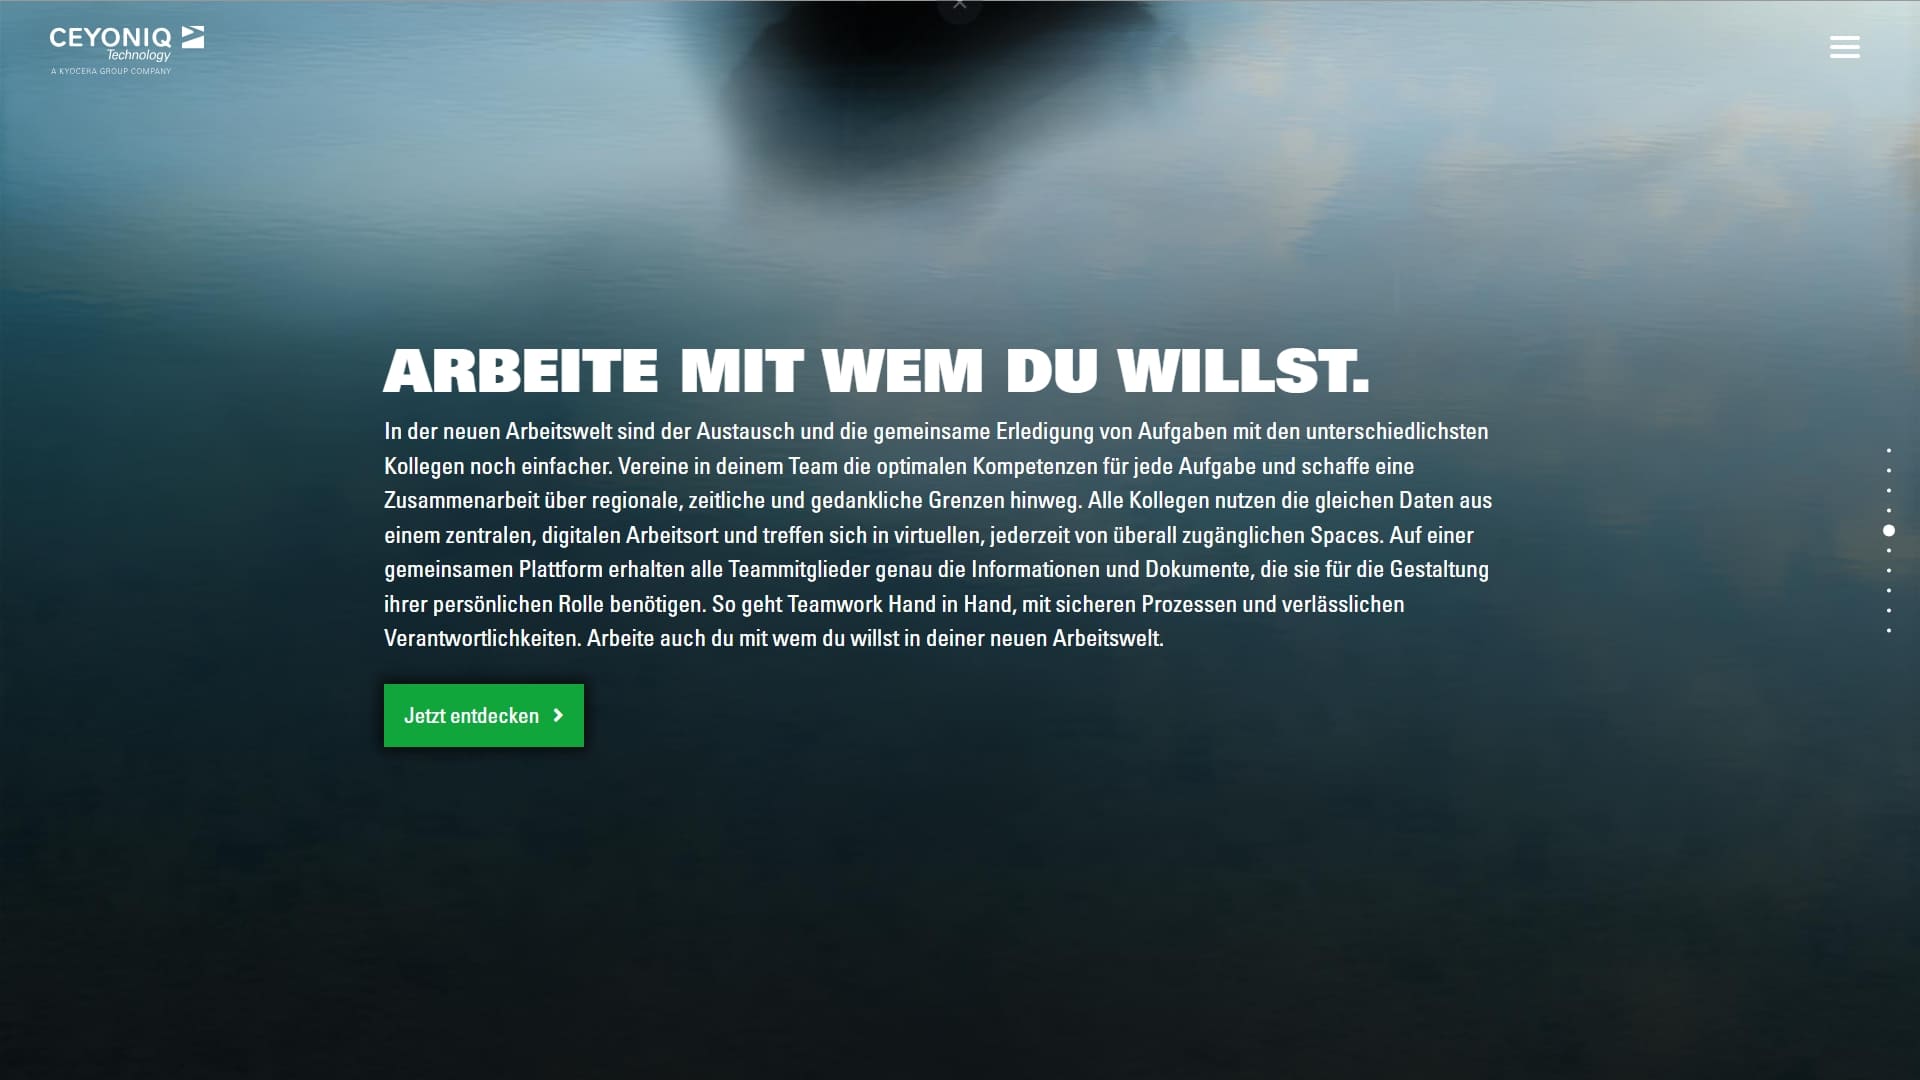 CEYONIQ
Technology
A KYOCERA GROUP COMPANY
ARBEITE MIT WEM DU WILLST.
In der neuen Arbeitswelt sind der Austausch und die gemeinsame Erledigung von Aufgaben mit den unterschiedlichsten
Kollegen noch einfacher. Vereine in deinem Team die optimalen Kompetenzen für jede Aufgabe und schaffe eine
Zusammenarbeit über regionale, zeitliche und gedankliche Grenzen hinweg. Alle Kollegen nutzen die gleichen Daten aus
einem zentralen, digitalen Arbeitsort und treffen sich in virtuellen, jederzeit von überall zugänglichen Spaces. Auf einer
gemeinsamen Plattform erhalten alle Teammitglieder genau die Informationen und Dokumente, die sie für die Gestaltung
ihrer persönlichen Rolle benötigen. So geht Teamwork Hand in Hand, mit sicheren Prozessen und verlässlichen
Verantwortlichkeiten. Arbeite auch du mit wem du willst in deiner neuen Arbeitswelt.
Jetzt entdecken